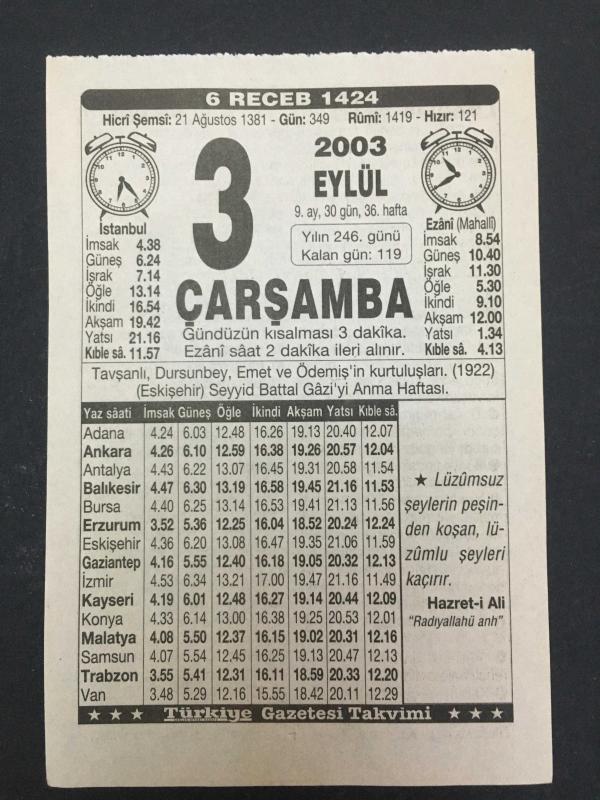 6 RECEB 1424
Hicrî Şemsî: 21 Ağustos 1381 - Gün: 349 Rûmî: 1419 - Hızır: 121
3
2003
EYLÜL
9. ay, 30 gün, 36. hafta
Yılın 246. günü
Kalan gün: 119
ÇARŞAMBA
Gündüzün kısalması 3 dakîka.
Ezânî sâat 2 dakîka ileri alınır.
İstanbul
İmsak 4.38
Güneş 6.24
İşrak 7.14
Öğle 13.14
İkindi 16.54
Akşam 19.42
Yatsı 21.16
Kıble sâ. 11.57
Ezânî (Mahallî)
İmsak 8.54
Güneş 10.40
İşrak 11.30
Öğle 5.30
İkindi 9.10
Akşam 12.00
Yatsı 1.34
Kıble sâ. 4.13
Tavşanlı, Dursunbey, Emet ve Ödemiş'in kurtuluşları. (1922)
(Eskişehir) Seyyid Battal Gâzi'yi Anma Haftası.
Yaz sâati İmsak Güneş Öğle İkindi Akşam Yatsı Kıble sâ.
Adana 4.24 6.03 12.48 16.26 19.13 20.40 12.07
Ankara 4.26 6.10 12.59 16.38 19.26 20.57 12.04
Antalya 4.43 6.22 13.07 16.45 19.31 20.58 11.54
Balıkesir 4.47 6.30 13.19 16.58 19.45 21.16 11.53
Bursa 4.40 6.25 13.14 16.53 19.41 21.13 11.56
Erzurum 3.52 5.36 12.25 16.04 18.52 20.24 12.24
Eskişehir 4.36 6.20 13.08 16.47 19.35 21.06 11.59
Gaziantep 4.16 5.55 12.40 16.18 19.05 20.32 12.13
İzmir 4.53 6.34 13.21 17.00 19.47 21.16 11.49
Kayseri 4.19 6.01 12.48 16.27 19.14 20.44 12.09
Konya 4.33 6.14 13.00 16.38 19.25 20.53 12.01
Malatya 4.08 5.50 12.37 16.15 19.02 20.31 12.16
Samsun 4.07 5.54 12.45 16.25 19.13 20.47 12.13
Trabzon 3.55 5.41 12.31 16.11 18.59 20.33 12.20
Van 3.48 5.29 12.16 15.55 18.42 20.11 12.29
★ Lüzûmsuz
şeylerin peşin-
den koşan, lü-
zûmlu şeyleri
kaçırır.
Hazret-i Ali
"Radıyallahü anh"
★ ★ ★ Türkiye Gazetesi Takvimi ★ ★ ★